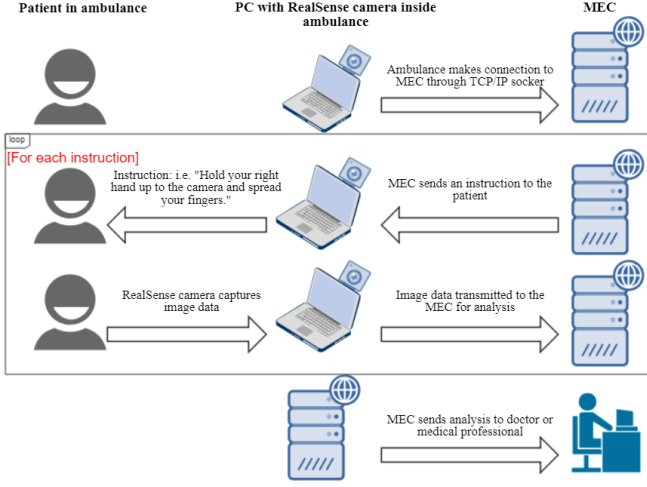 Patient in ambulance
PC with RealSense camera inside
ambulance
MEC
Ambulance makes connection to
MEC through TCP/IP socker
loop
[For each instruction]
Instruction: i.e. "Hold your right
hand up to the camera and spread
your fingers."
MEC sends an instruction to the
patient
RealSense camera captures
image data
Image data transmitted to the
MEC for analysis
MEC sends analysis to doctor or
medical professional